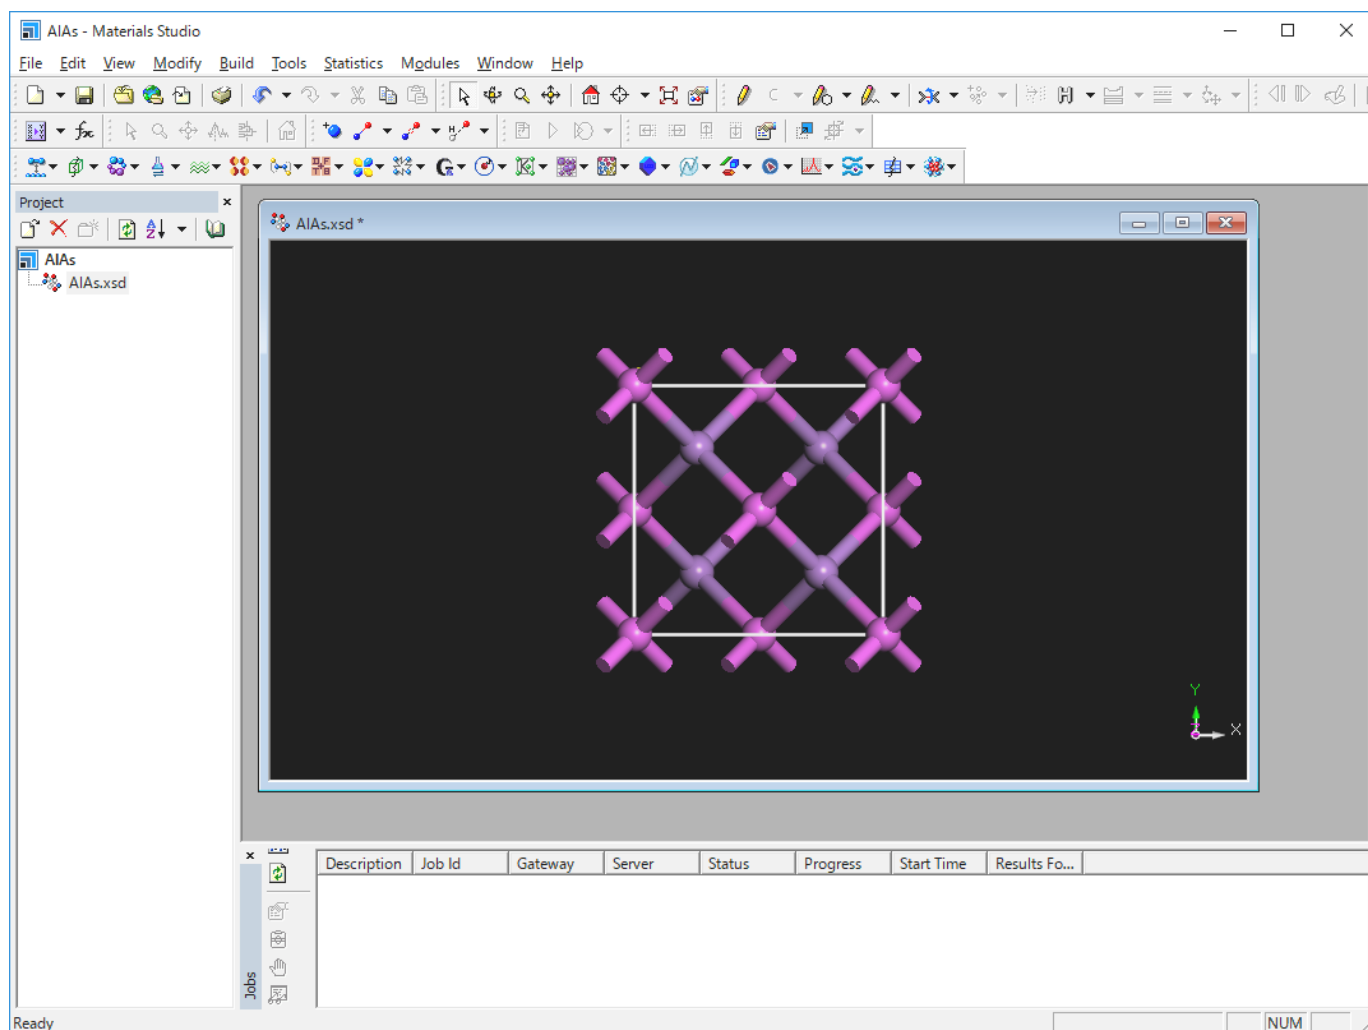 AlAs - Materials Studio
File Edit View Modify Build Tools Statistics Modules Window Help
Project
AlAs.xsd *
AlAs
AlAs.xsd
Y
X
Description Job Id Gateway Server Status Progress Start Time Results Fo...
Jobs
Ready
NUM